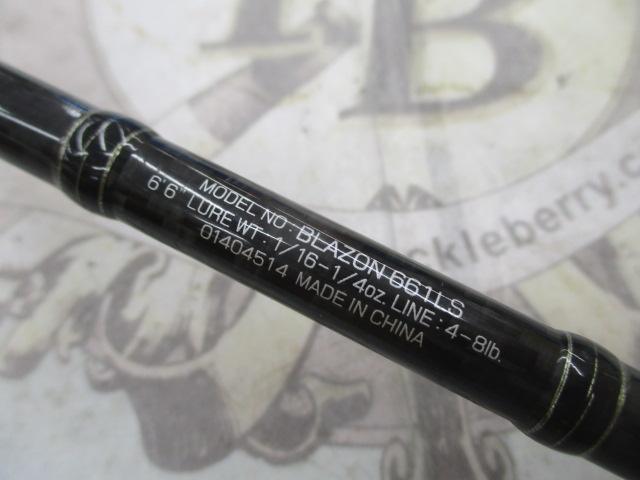 B
ckleberry.c
MODEL NO : BLAZON 661LS
6'6" LURE WT : 1/16-1/4oz. LINE : 4-8lb.
01404514 MADE IN CHINA